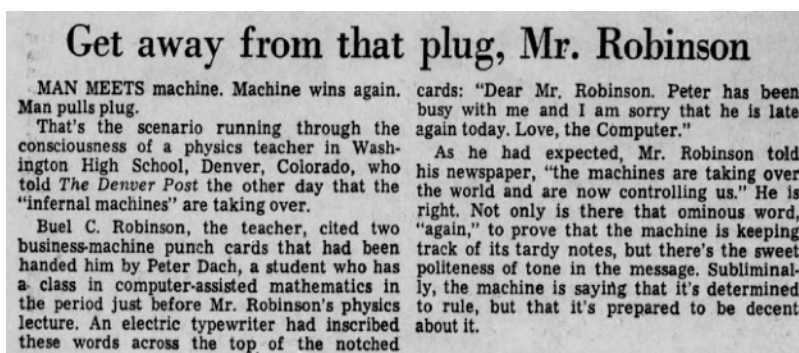 Get away from that plug, Mr. Robinson
MAN MEETS machine. Machine wins again.
Man pulls plug.
That's the scenario running through the
consciousness of a physics teacher in Wash-
ington High School, Denver, Colorado, who
told The Denver Post the other day that the
"infernal machines" are taking over.
Buel C. Robinson, the teacher, cited two
business-machine punch cards that had been
handed him by Peter Dach, a student who has
a class in computer-assisted mathematics in
the period just before Mr. Robinson's physics
lecture. An electric typewriter had inscribed
these words across the top of the notched
cards: "Dear Mr. Robinson. Peter has been
busy with me and I am sorry that he is late
again today. Love, the Computer."
As he had expected, Mr. Robinson told
his newspaper, "the machines are taking over
the world and are now controlling us." He is
right. Not only is there that ominous word,
"again," to prove that the machine is keeping
track of its tardy notes, but there's the sweet
politeness of tone in the message. Subliminal-
ly, the machine is saying that it's determined
to rule, but that it's prepared to be decent
about it.